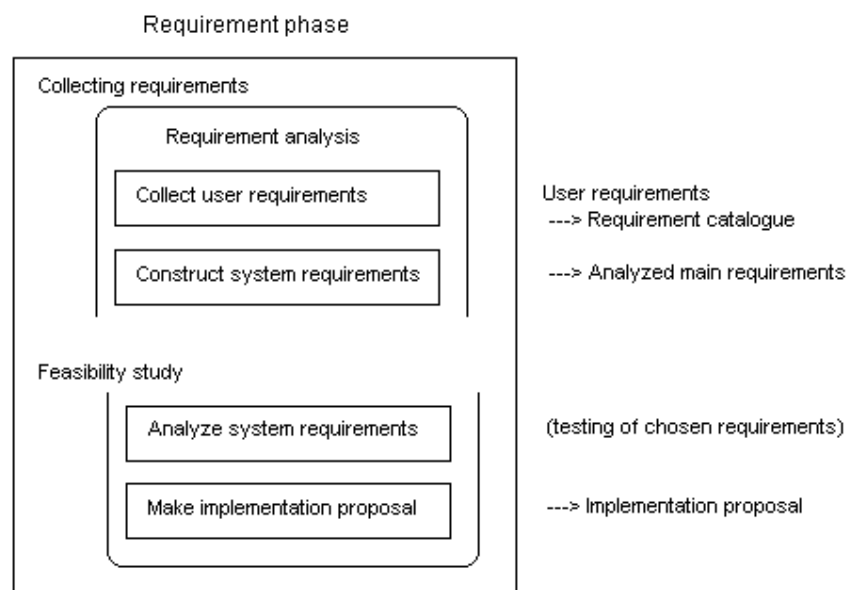 Requirement phase
Collecting requirements
Requirement analysis
Collect user requirements
User requirements
---> Requirement catalogue
Construct system requirements
---> Analyzed main requirements
Feasibility study
Analyze system requirements
(testing of chosen requirements)
Make implementation proposal
---> Implementation proposal